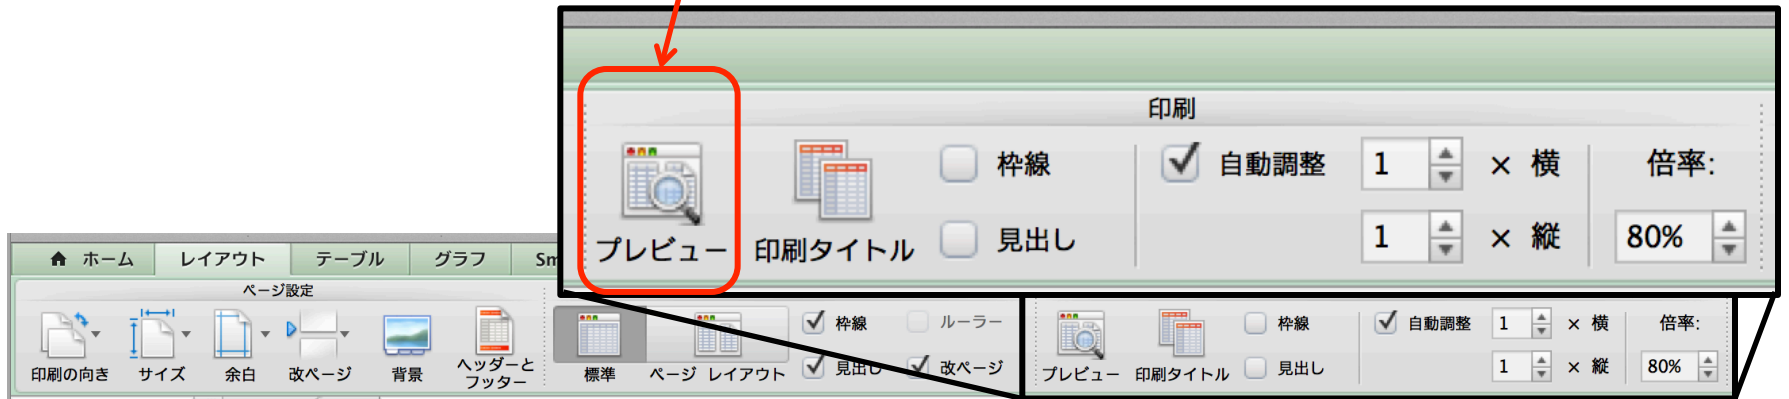 印刷
プレビュー
印刷タイトル
枠線
見出し
自動調整
1 × 横
1 × 縦
倍率:
80%
ホーム レイアウト テーブル グラフ Sm
ページ設定
印刷の向き
サイズ
余白
改ページ
背景
ヘッダーと
フッター
標準
ページ レイアウト
枠線
見出し
ルーラー
改ページ
プレビュー
印刷タイトル
枠線
見出し
自動調整
1 × 横
1 × 縦
倍率:
80%